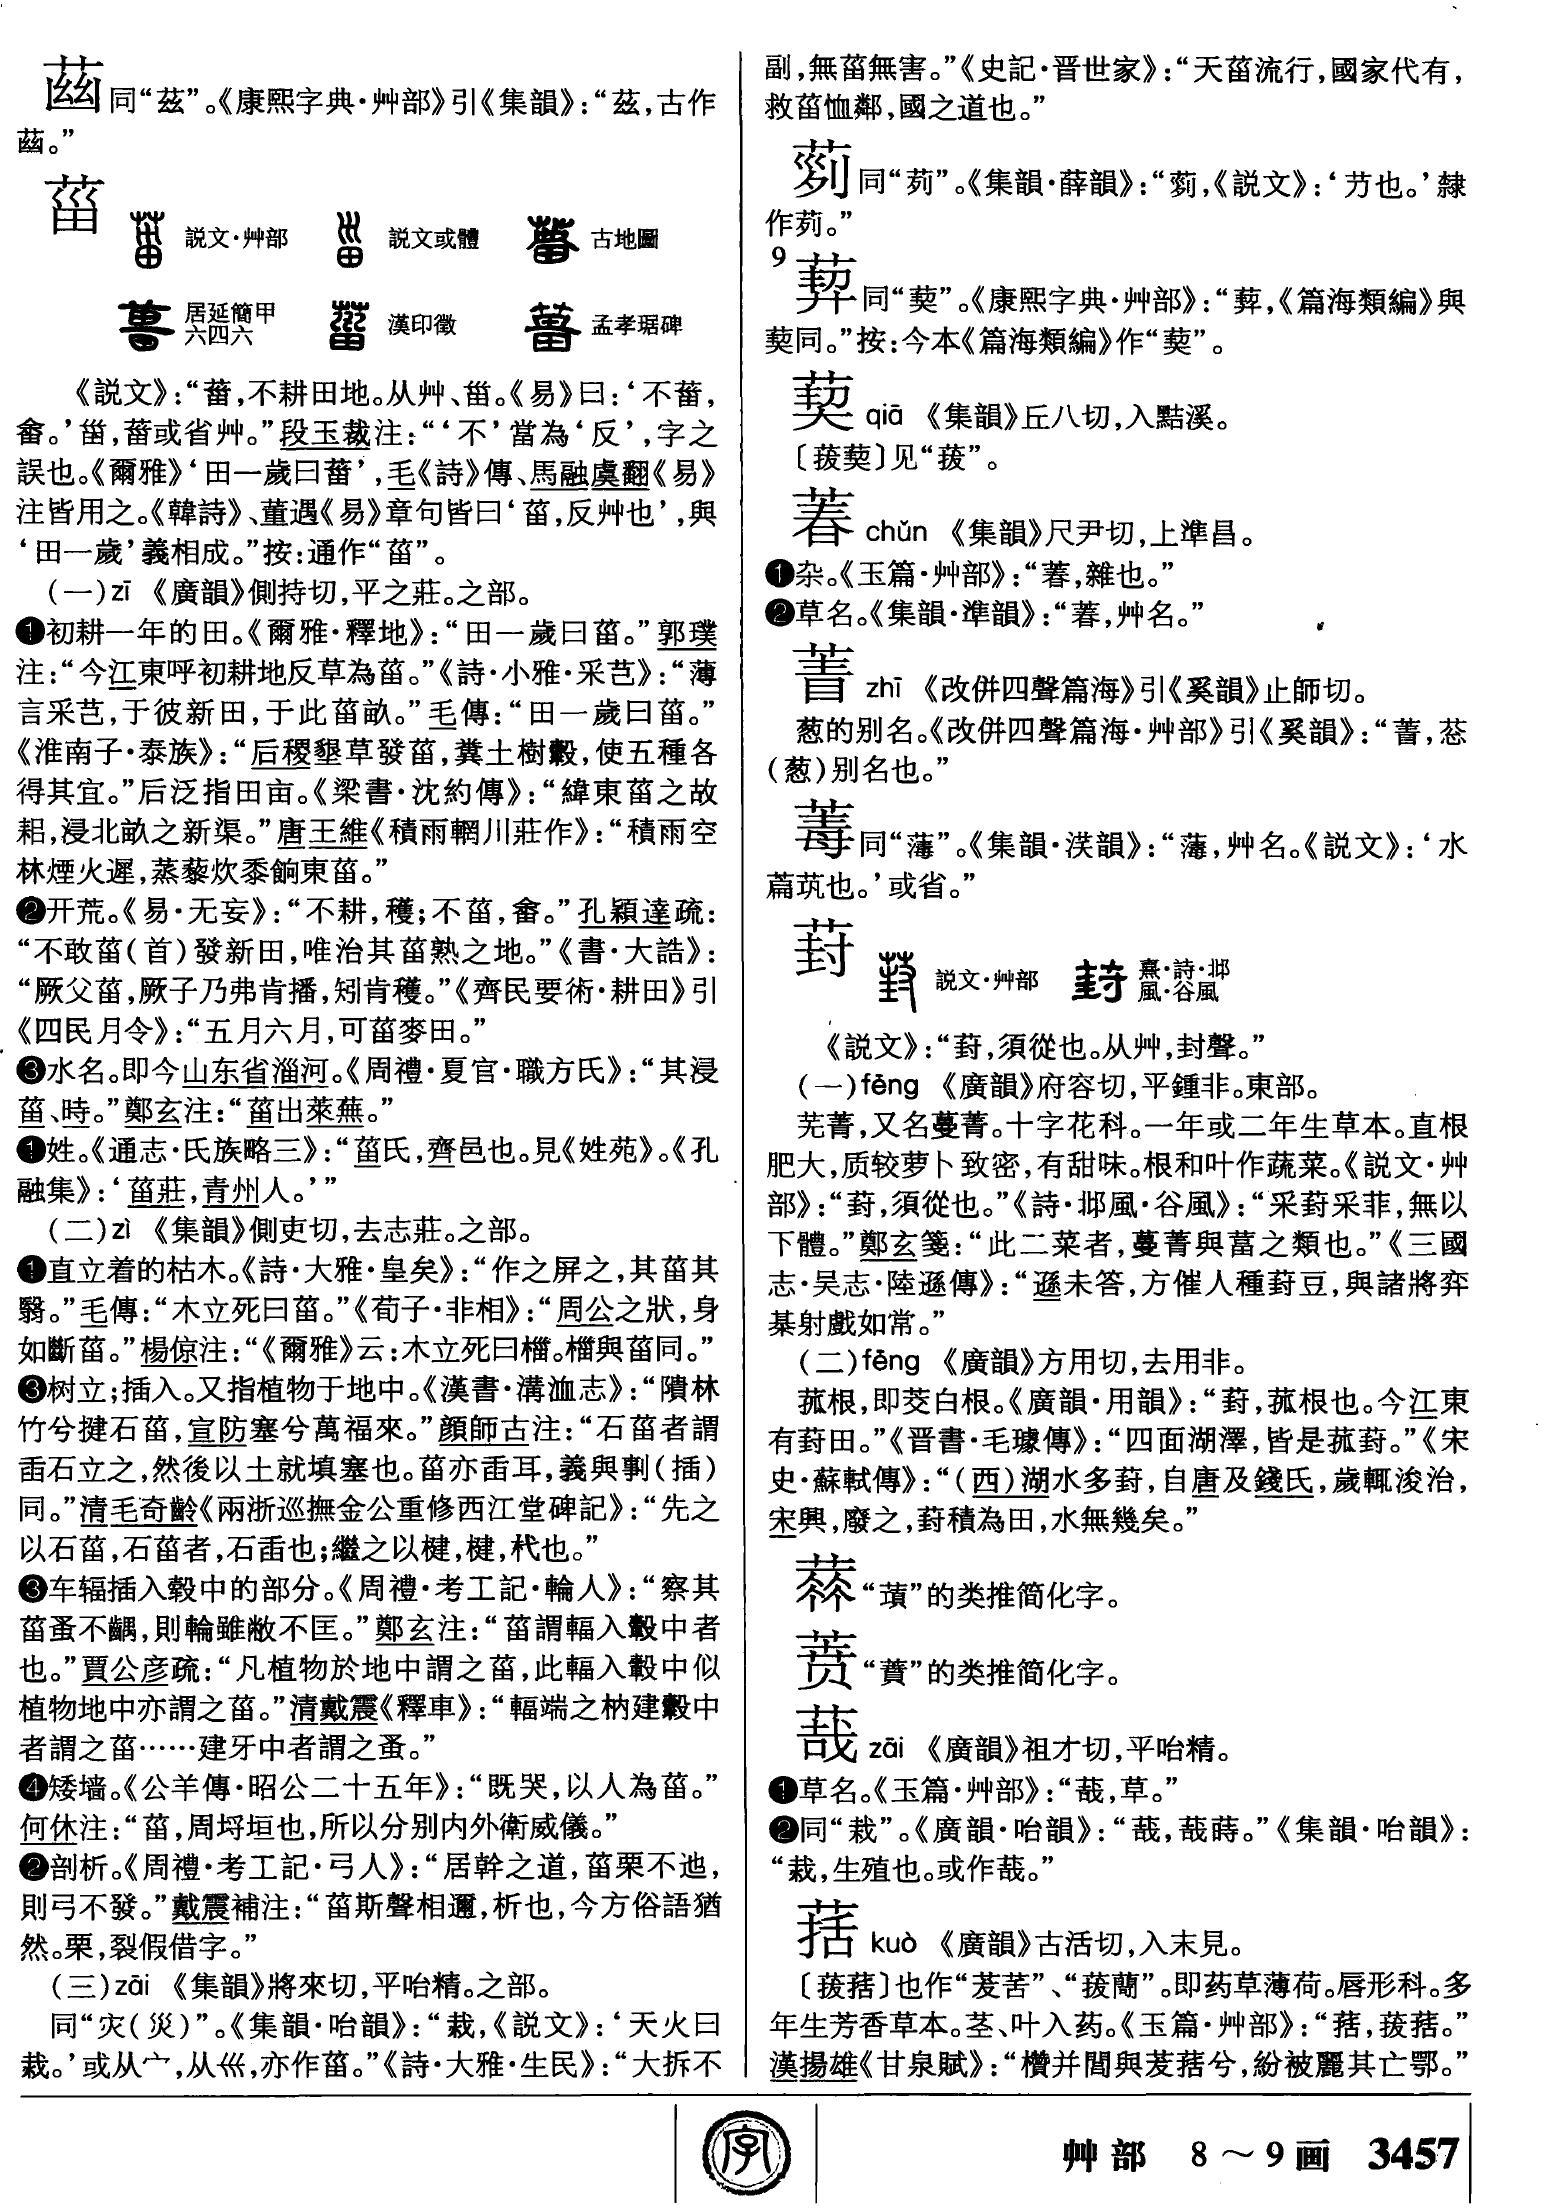 同“茲”。《康熙字典·艸部》引《集韻》：“茲，古作
。”
菑
説文·艸部 説文或體 古地圖
居延簡甲六四六 漢印徵 孟孝琚碑
《説文》：“葘，不耕田地。从艸、甾。《易》曰：‘不葘，
畬。’甾，葘或省艸。”段玉裁注：“‘不’當為‘反’，字之
誤也。《爾雅》‘田一歲曰葘’，毛《詩》傳、馬融虞翻《易》
注皆用之。《韓詩》、董遇《易》章句皆曰‘菑，反艸也’，與
‘田一歲’義相成。”按：通作“菑”。
(一)zī 《廣韻》側持切，平之莊。之部。
❶初耕一年的田。《爾雅·釋地》：“田一歲曰菑。”郭璞
注：“今江東呼初耕地反草為菑。”《詩·小雅·采芑》：“薄
言采芑，于彼新田，于此菑畝。”毛傳：“田一歲曰菑。”
《淮南子·泰族》：“后稷墾草發菑，糞土樹穀，使五種各
得其宜。”后泛指田亩。《梁書·沈約傳》：“緯東菑之故
耜，浸北畝之新渠。”唐王維《積雨輞川莊作》：“積雨空
林煙火遲，蒸藜炊黍餉東菑。”
❷开荒。《易·无妄》：“不耕，穫；不菑，畬。”孔穎達疏：
“不敢菑(首)發新田，唯治其菑熟之地。”《書·大誥》：
“厥父菑，厥子乃弗肯播，矧肯穫。”《齊民要術·耕田》引
《四民月令》：“五月六月，可菑麥田。”
❸水名。即今山东省淄河。《周禮·夏官·職方氏》：“其浸
菑、時。”鄭玄注：“菑出萊蕪。”
❶姓。《通志·氏族略三》：“菑氏，齊邑也。見《姓苑》。《孔
融集》：‘菑莊，青州人。’”
(二)zì 《集韻》側吏切，去志莊。之部。
❶直立着的枯木。《詩·大雅·皇矣》：“作之屏之，其菑其
翳。”毛傳：“木立死曰菑。”《荀子·非相》：“周公之狀，身
如斷菑。”楊倞注：“《爾雅》云：木立死曰椔。椔與菑同。”
❸树立；插入。又指植物于地中。《漢書·溝洫志》：“隤林
竹兮揵石菑，宣防塞兮萬福來。”顔師古注：“石菑者謂
臿石立之，然後以土就填塞也。菑亦臿耳，義與剚(插)
同。”清毛奇齡《兩浙巡撫金公重修西江堂碑記》：“先之
以石菑，石菑者，石臿也；繼之以楗，楗，杙也。”
❸车辐插入毂中的部分。《周禮·考工記·輪人》：“察其
菑蚤不齵，則輪雖敝不匡。”鄭玄注：“菑謂輻入轂中者
也。”賈公彦疏：“凡植物於地中謂之菑，此輻入轂中似
植物地中亦謂之菑。”清戴震《釋車》：“輻端之枘建轂中
者謂之菑……建牙中者謂之蚤。”
❹矮墙。《公羊傳·昭公二十五年》：“既哭，以人為菑。”
何休注：“菑，周埒垣也，所以分别内外衛威儀。”
❷剖析。《周禮·考工記·弓人》：“居幹之道，菑栗不迆，
則弓不發。”戴震補注：“菑斯聲相邇，析也，今方俗語猶
然。栗，裂假借字。”
(三)zāi 《集韻》將來切，平咍精。之部。
同“灾(災)”。《集韻·咍韻》：“烖，《説文》：‘天火曰
烖。’或从宀，从巛，亦作菑。”《詩·大雅·生民》：“大拆不
副，無菑無害。”《史記·晋世家》：“天菑流行，國家代有，
救菑恤鄰，國之道也。”
同“茢”。《集韻·薛韻》：“，《説文》：‘艻也。’隸
作茢。”
9
同“葜”。《康熙字典·艸部》：“，《篇海類編》與
葜同。”按：今本《篇海類編》作“葜”。
葜 qiā 《集韻》丘八切，入黠溪。
〔菝葜〕见“菝”。
萶 chǔn 《集韻》尺尹切，上準昌。
❶杂。《玉篇·艸部》：“萶，雜也。”
❷草名。《集韻·準韻》：“萶，艸名。”
zhī 《改併四聲篇海》引《奚韻》止師切。
葱的别名。《改併四聲篇海·艸部》引《奚韻》：“，䓗
(葱)别名也。”
同“薄”。《集韻·渶韻》：“，艸名。《説文》：‘水
萹茿也。’或省。”
葑
説文·艸部 熹·詩·邶風·谷風
《説文》：“葑，須從也。从艸，封聲。”
(一)fēng 《廣韻》府容切，平鍾非。東部。
芜菁，又名蔓菁。十字花科。一年或二年生草本。直根
肥大，质较萝卜致密，有甜味。根和叶作蔬菜。《説文·艸
部》：“葑，須從也。”《詩·邶風·谷風》：“采葑采菲，無以
下體。”鄭玄箋：“此二菜者，蔓菁與葍之類也。”《三國
志·吴志·陸遜傳》：“遜未答，方催人種葑豆，與諸將弈
棊射戲如常。”
(二)fēng 《廣韻》方用切，去用非。
菰根，即茭白根。《廣韻·用韻》：“葑，菰根也。今江東
有葑田。”《晋書·毛璩傳》：“四面湖澤，皆是菰葑。”《宋
史·蘇軾傳》：“(西)湖水多葑，自唐及錢氏，歲輒浚治，
宋興，廢之，葑積為田，水無幾矣。”
的类推简化字。
“蕡”的类推简化字。
zāi 《廣韻》祖才切，平咍精。
❶草名。《玉篇·艸部》：“，草。”
❷同“栽”。《廣韻·咍韻》：“，蒔。”《集韻·咍韻》：
“栽，生殖也。或作。”
葀 kuò 《廣韻》古活切，入末見。
〔菝葀〕也作“茇苦”、“菝䕞”。即药草薄荷。唇形科。多
年生芳香草本。茎、叶入药。《玉篇·艸部》：“葀，菝葀。”
漢揚雄《甘泉賦》：“欑并閭與茇葀兮，紛被麗其亡鄂。”
字
艸部 8～9画 3457